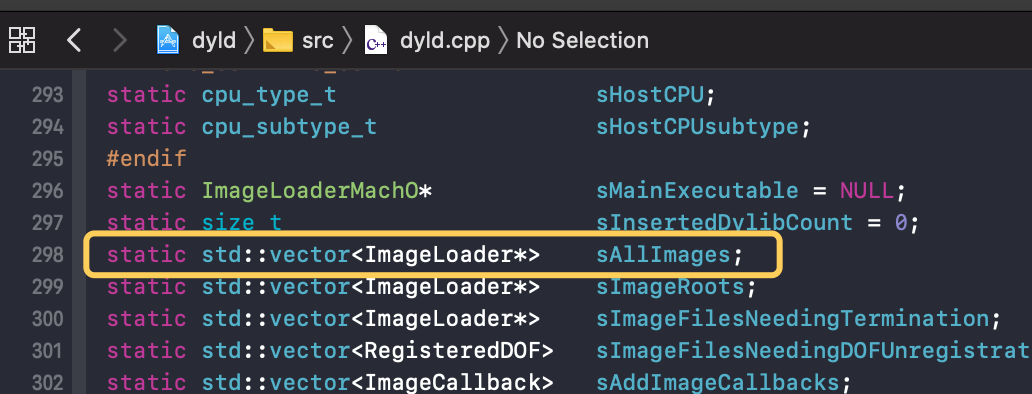 dyld src dyld.cpp No Selection
293 static cpu_type_t sHostCPU;
294 static cpu_subtype_t sHostCPUsubtype;
295 #endif
296 static ImageLoaderMachO* sMainExecutable = NULL;
297 static size_t sInsertedDylibCount = 0;
298 static std::vector<ImageLoader*> sAllImages;
299 static std::vector<ImageLoader*> sImageRoots;
300 static std::vector<ImageLoader*> sImageFilesNeedingTermination;
301 static std::vector<RegisteredDOF> sImageFilesNeedingDOFUnregistrat
302 static std::vector<ImageCallback> sAddImageCallbacks;